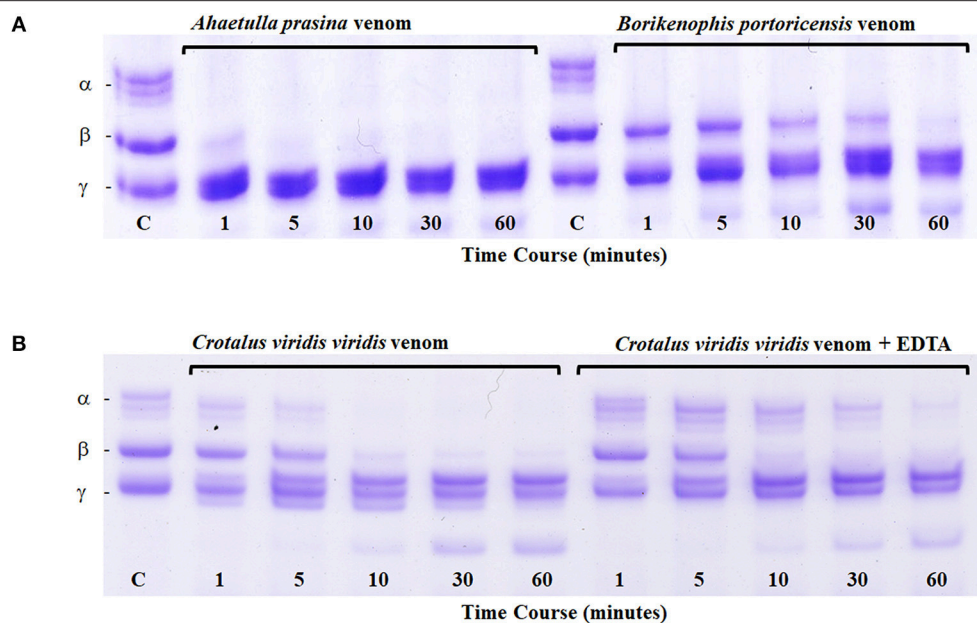 A
Ahaetulla prasina venom
Borikenophis portoricensis venom
α -
β -
γ -
C 1 5 10 30 60 C 1 5 10 30 60
Time Course (minutes)
B
Crotalus viridis viridis venom
Crotalus viridis viridis venom + EDTA
α -
β -
γ -
C 1 5 10 30 60 1 5 10 30 60
Time Course (minutes)